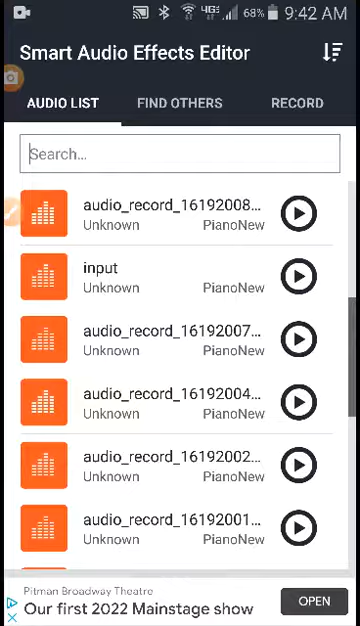 4G LTE 68% 9:42 AM
Smart Audio Effects Editor
AUDIO LIST FIND OTHERS RECORD
Search...
audio_record_16192008...
Unknown PianoNew
input
Unknown PianoNew
audio_record_16192007...
Unknown PianoNew
audio_record_16192004...
Unknown PianoNew
audio_record_16192002...
Unknown PianoNew
audio_record_16192001...
Unknown PianoNew
Pitman Broadway Theatre
Our first 2022 Mainstage show
OPEN